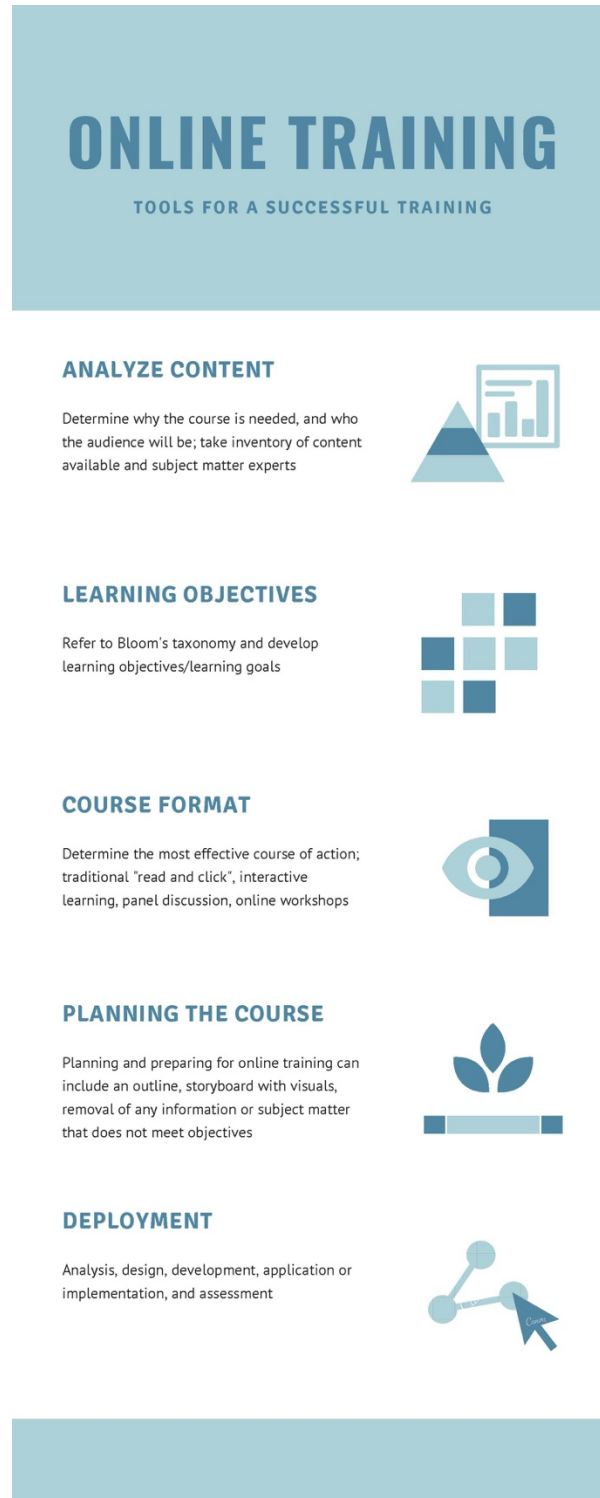 ONLINE TRAINING
TOOLS FOR A SUCCESSFUL TRAINING
ANALYZE CONTENT
Determine why the course is needed, and who
the audience will be; take inventory of content
available and subject matter experts
LEARNING OBJECTIVES
Refer to Bloom's taxonomy and develop
learning objectives/learning goals
COURSE FORMAT
Determine the most effective course of action;
traditional "read and click", interactive
learning, panel discussion, online workshops
PLANNING THE COURSE
Planning and preparing for online training can
include an outline, storyboard with visuals,
removal of any information or subject matter
that does not meet objectives
DEPLOYMENT
Analysis, design, development, application or
implementation, and assessment
Canva